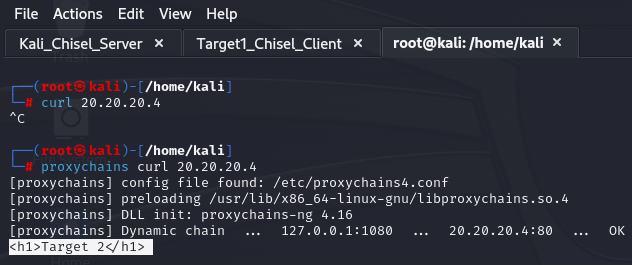 File Actions Edit View Help
Kali_Chisel_Server × Target1_Chisel_Client × root@kali: /home/kali ×
┌──(root㉿kali)-[/home/kali]
└─# curl 20.20.20.4
^C
┌──(root㉿kali)-[/home/kali]
└─# proxychains curl 20.20.20.4
[proxychains] config file found: /etc/proxychains4.conf
[proxychains] preloading /usr/lib/x86_64-linux-gnu/libproxychains.so.4
[proxychains] DLL init: proxychains-ng 4.16
[proxychains] Dynamic chain ... 127.0.0.1:1080 ... 20.20.20.4:80 ... OK
<h1>Target 2</h1>